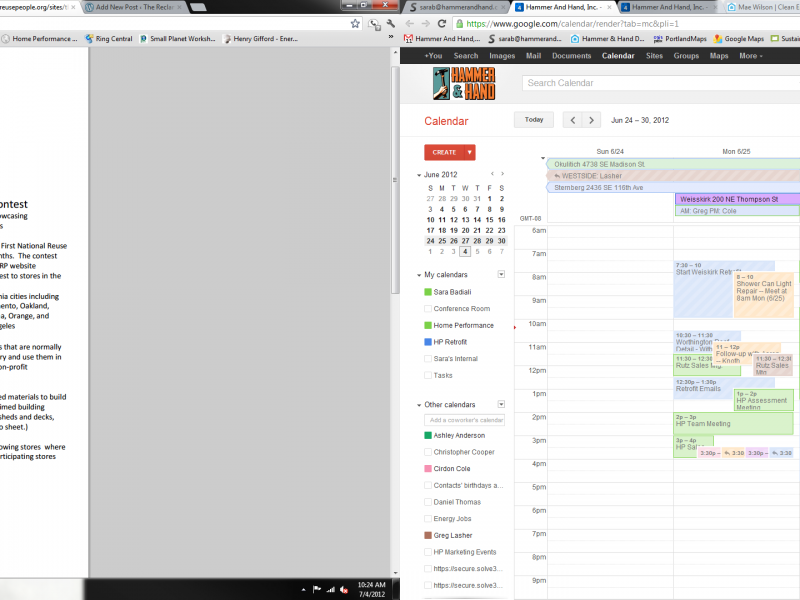 reusepeople.org/sites/t
Add New Post ‹ The Recla
Home Performance ...
Ring Central
Small Planet Worksh...
Henry Gifford - Ener...
»
ontest
owcasing
s
First National Reuse
nths. The contest
RP website
est to stores in the
nia cities including
mento, Oakland,
a, Orange, and
geles
s that are normally
ry and use them in
on-profit
ed materials to build
imed building
sheds and decks,
o sheet.)
owing stores where
articipating stores
10:24 AM
7/4/2012
sarab@hammerandhand.c
Hammer And Hand, Inc. -
Hammer And Hand, Inc. -
Mae Wilson | Clean E
https://www.google.com/calendar/render?tab=mc&pli=1
Hammer And Hand,...
sarab@hammerand...
Hammer & Hand D...
PortlandMaps
Google Maps
Sustain
+You Search Images Mail Documents Calendar Sites Groups Maps More
HAMMER
& HAND
Search Calendar
Calendar
Today
Jun 24 – 30, 2012
CREATE
June 2012
S M T W T F S
27 28 29 30 31 1 2
3 4 5 6 7 8 9
10 11 12 13 14 15 16
17 18 19 20 21 22 23
24 25 26 27 28 29 30
1 2 3 4 5 6 7
My calendars
Sara Badiali
Conference Room
Home Performance
HP Retrofit
Sara's Internal
Tasks
Other calendars
Add a coworker's calendar
Ashley Anderson
Christopher Cooper
Cirdon Cole
Contacts' birthdays a...
Daniel Thomas
Energy Jobs
Greg Lasher
HP Marketing Events
https://secure.solve3...
https://secure.solve3...
Sun 6/24
Mon 6/25
Okulitich 4738 SE Madison St.
WESTSIDE: Lasher
Sternberg 2436 SE 116th Ave
Weisskirk 200 NE Thompson St
AM: Greg PM: Cole
GMT-08
6am
7am
8am
9am
10am
11am
12pm
1pm
2pm
3pm
4pm
5pm
6pm
7pm
8pm
9pm
7:30 – 10
Start Weiskirk Retrofit
8 – 10
Shower Can Light
Repair -- Meet at
8am Mon (6/25)
10:30 – 11:30
Worthington
Debut - With
11 – 12p
Follow-up with
11:30 – 12:30
Rutz Sales Mtg
11:30 – 12:30
Rutz Sales
Mtg
12:30p – 1:30p
Retrofit Emails
1p – 2p
HP Assessment
Meeting
2p – 3p
HP Team Meeting
3p – 4p
HP Sal
3:30p –
3:30
3:30p –
3:30